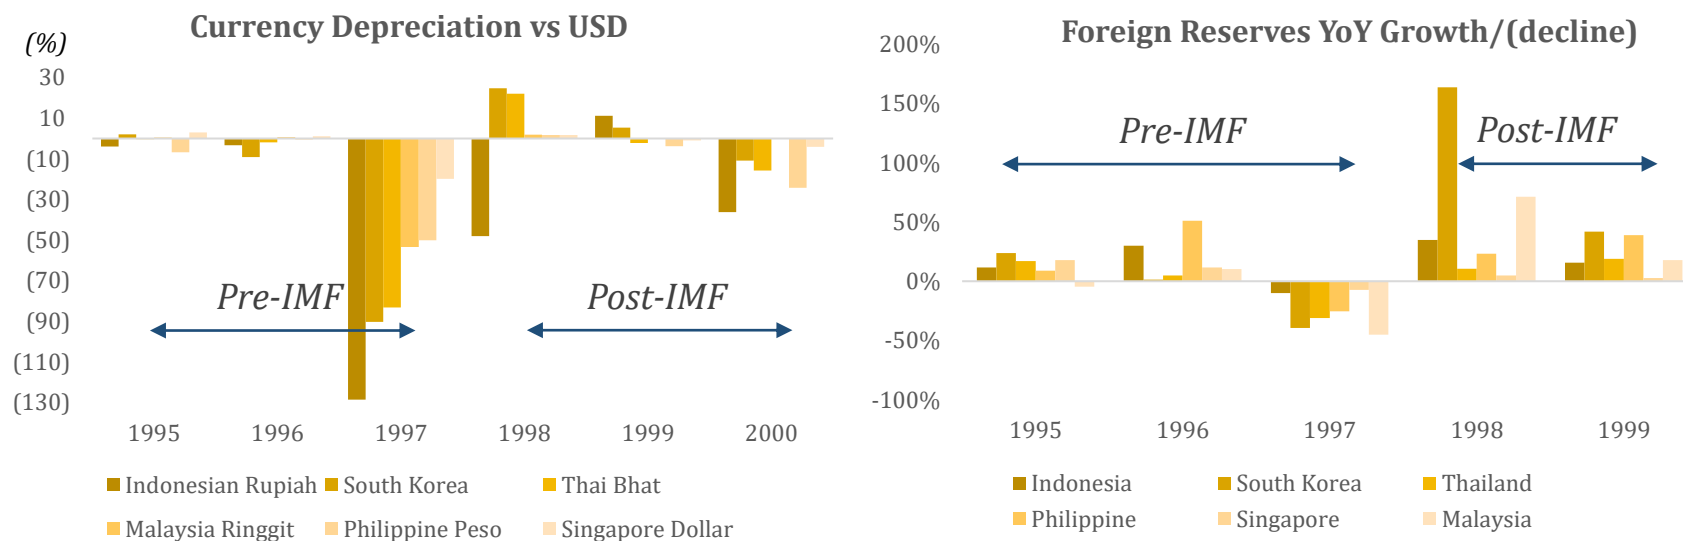 Currency Depreciation vs USD
(%)
30
10
(10)
(30)
(50)
(70)
(90)
(110)
(130)
Pre-IMF
Post-IMF
1995 1996 1997 1998 1999 2000
Indonesian Rupiah South Korea Thai Bhat
Malaysia Ringgit Philippine Peso Singapore Dollar
Foreign Reserves YoY Growth/(decline)
200%
150%
100%
50%
0%
-50%
-100%
Pre-IMF
Post-IMF
1995 1996 1997 1998 1999
Indonesia South Korea Thailand
Philippine Singapore Malaysia